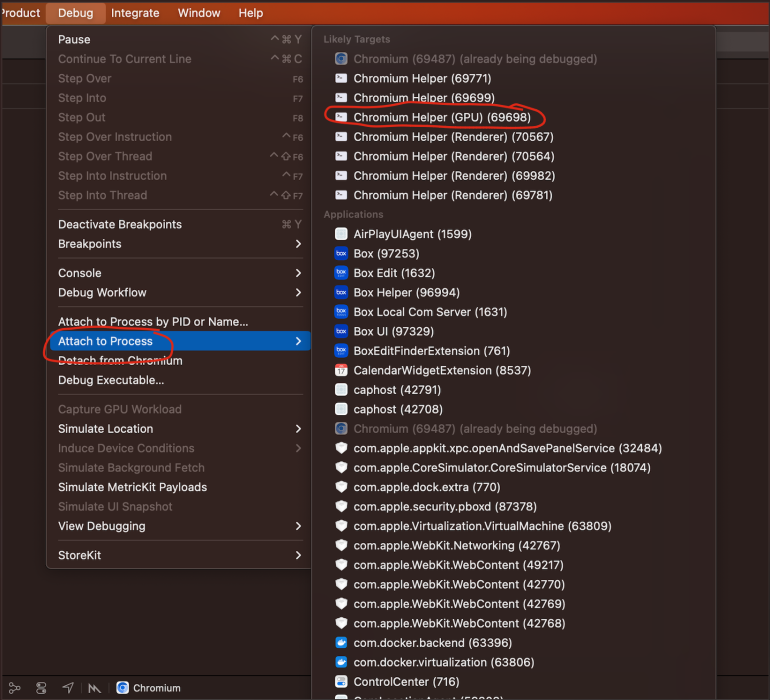 Product Debug Integrate Window Help
Pause ^⌘Y
Continue To Current Line ^⌘C
Step Over F6
Step Into F7
Step Out F8
Step Over Instruction ^F6
Step Over Thread ^⇧F6
Step Into Instruction ^F7
Step Into Thread ^⇧F7
Deactivate Breakpoints ⌘Y
Breakpoints
Console
Debug Workflow
Attach to Process by PID or Name...
Attach to Process
Detach from Chromium
Debug Executable...
Capture GPU Workload
Simulate Location
Induce Device Conditions
Simulate Background Fetch
Simulate MetricKit Payloads
Simulate UI Snapshot
View Debugging
StoreKit
Likely Targets
Chromium (69487) (already being debugged)
Chromium Helper (69771)
Chromium Helper (69699)
Chromium Helper (GPU) (69698)
Chromium Helper (Renderer) (70567)
Chromium Helper (Renderer) (70564)
Chromium Helper (Renderer) (69982)
Chromium Helper (Renderer) (69781)
Applications
AirPlayUIAgent (1599)
box Box (97253)
box Box Edit (1632)
box Box Helper (96994)
box Box Local Com Server (1631)
box Box UI (97329)
box BoxEditFinderExtension (761)
17 CalendarWidgetExtension (8537)
caphost (42791)
caphost (42708)
Chromium (69487) (already being debugged)
com.apple.appkit.xpc.openAndSavePanelService (32484)
com.apple.CoreSimulator.CoreSimulatorService (18074)
com.apple.dock.extra (770)
com.apple.security.pboxd (87378)
com.apple.Virtualization.VirtualMachine (63809)
com.apple.WebKit.Networking (42767)
com.apple.WebKit.WebContent (49217)
com.apple.WebKit.WebContent (42770)
com.apple.WebKit.WebContent (42769)
com.apple.WebKit.WebContent (42768)
com.docker.backend (63396)
com.docker.virtualization (63806)
ControlCenter (716)
Chromium